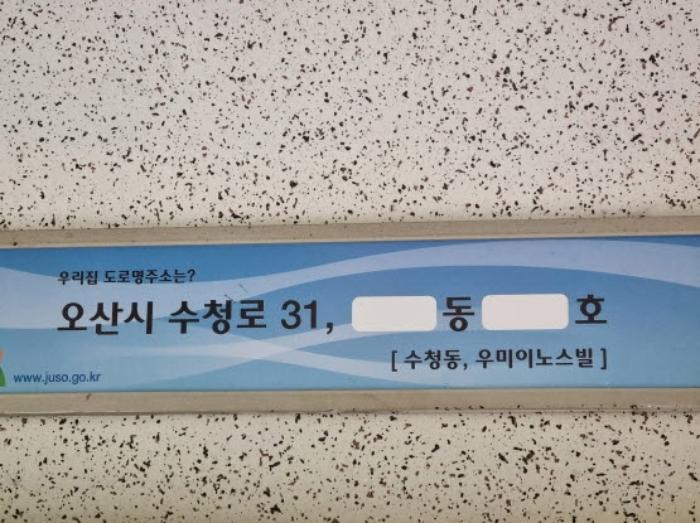 우리집 도로명주소는?
오산시 수청로 31, 동 호
[ 수청동, 우미이노스빌 ]
www.juso.go.kr